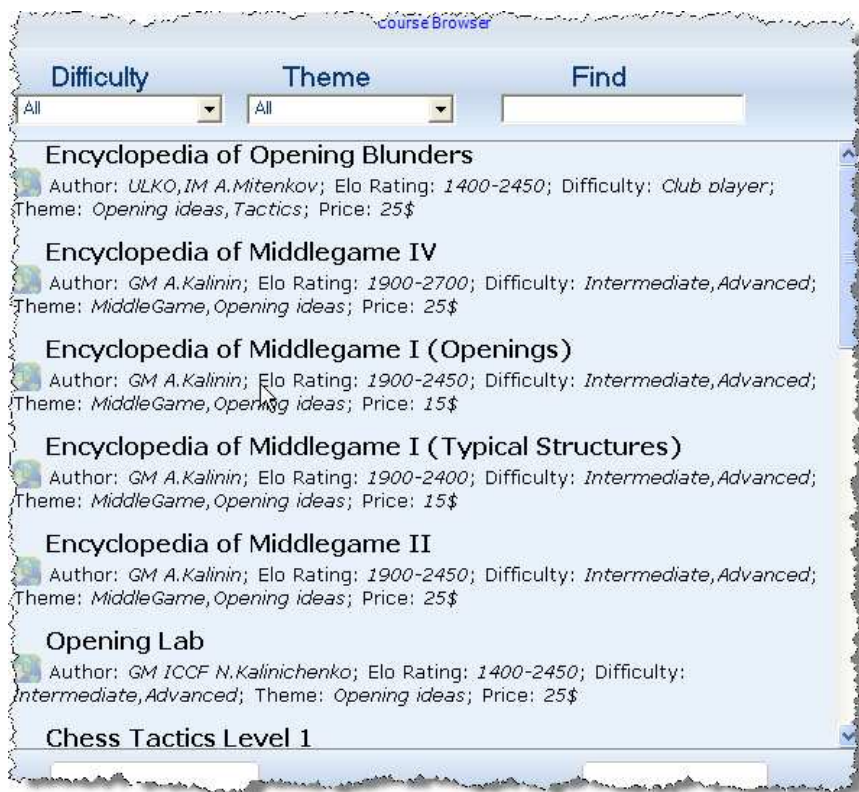 Course Browser
Difficulty Theme Find
All All
Encyclopedia of Opening Blunders
Author: ULKO,IM A.Mitenkov; Elo Rating: 1400-2450; Difficulty: Club player;
Theme: Opening ideas,Tactics; Price: 25$
Encyclopedia of Middlegame IV
Author: GM A.Kalinin; Elo Rating: 1900-2700; Difficulty: Intermediate,Advanced;
Theme: MiddleGame,Opening ideas; Price: 25$
Encyclopedia of Middlegame I (Openings)
Author: GM A.Kalinin; Elo Rating: 1900-2450; Difficulty: Intermediate,Advanced;
Theme: MiddleGame,Opening ideas; Price: 15$
Encyclopedia of Middlegame I (Typical Structures)
Author: GM A.Kalinin; Elo Rating: 1900-2400; Difficulty: Intermediate,Advanced;
Theme: MiddleGame,Opening ideas; Price: 15$
Encyclopedia of Middlegame II
Author: GM A.Kalinin; Elo Rating: 1900-2450; Difficulty: Intermediate,Advanced;
Theme: MiddleGame,Opening ideas; Price: 25$
Opening Lab
Author: GM ICCF N.Kalinichenko; Elo Rating: 1400-2450; Difficulty:
Intermediate,Advanced; Theme: Opening ideas; Price: 25$
Chess Tactics Level 1